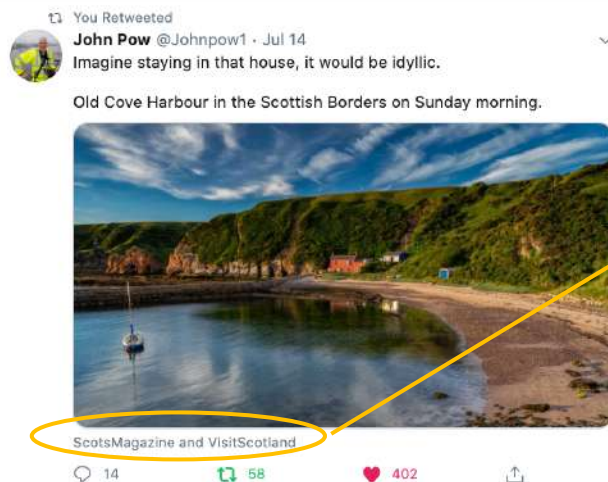 You Retweeted
John Pow @Johnpow1 · Jul 14
Imagine staying in that house, it would be idyllic.
Old Cove Harbour in the Scottish Borders on Sunday morning.
ScotsMagazine and VisitScotland
14 58 402